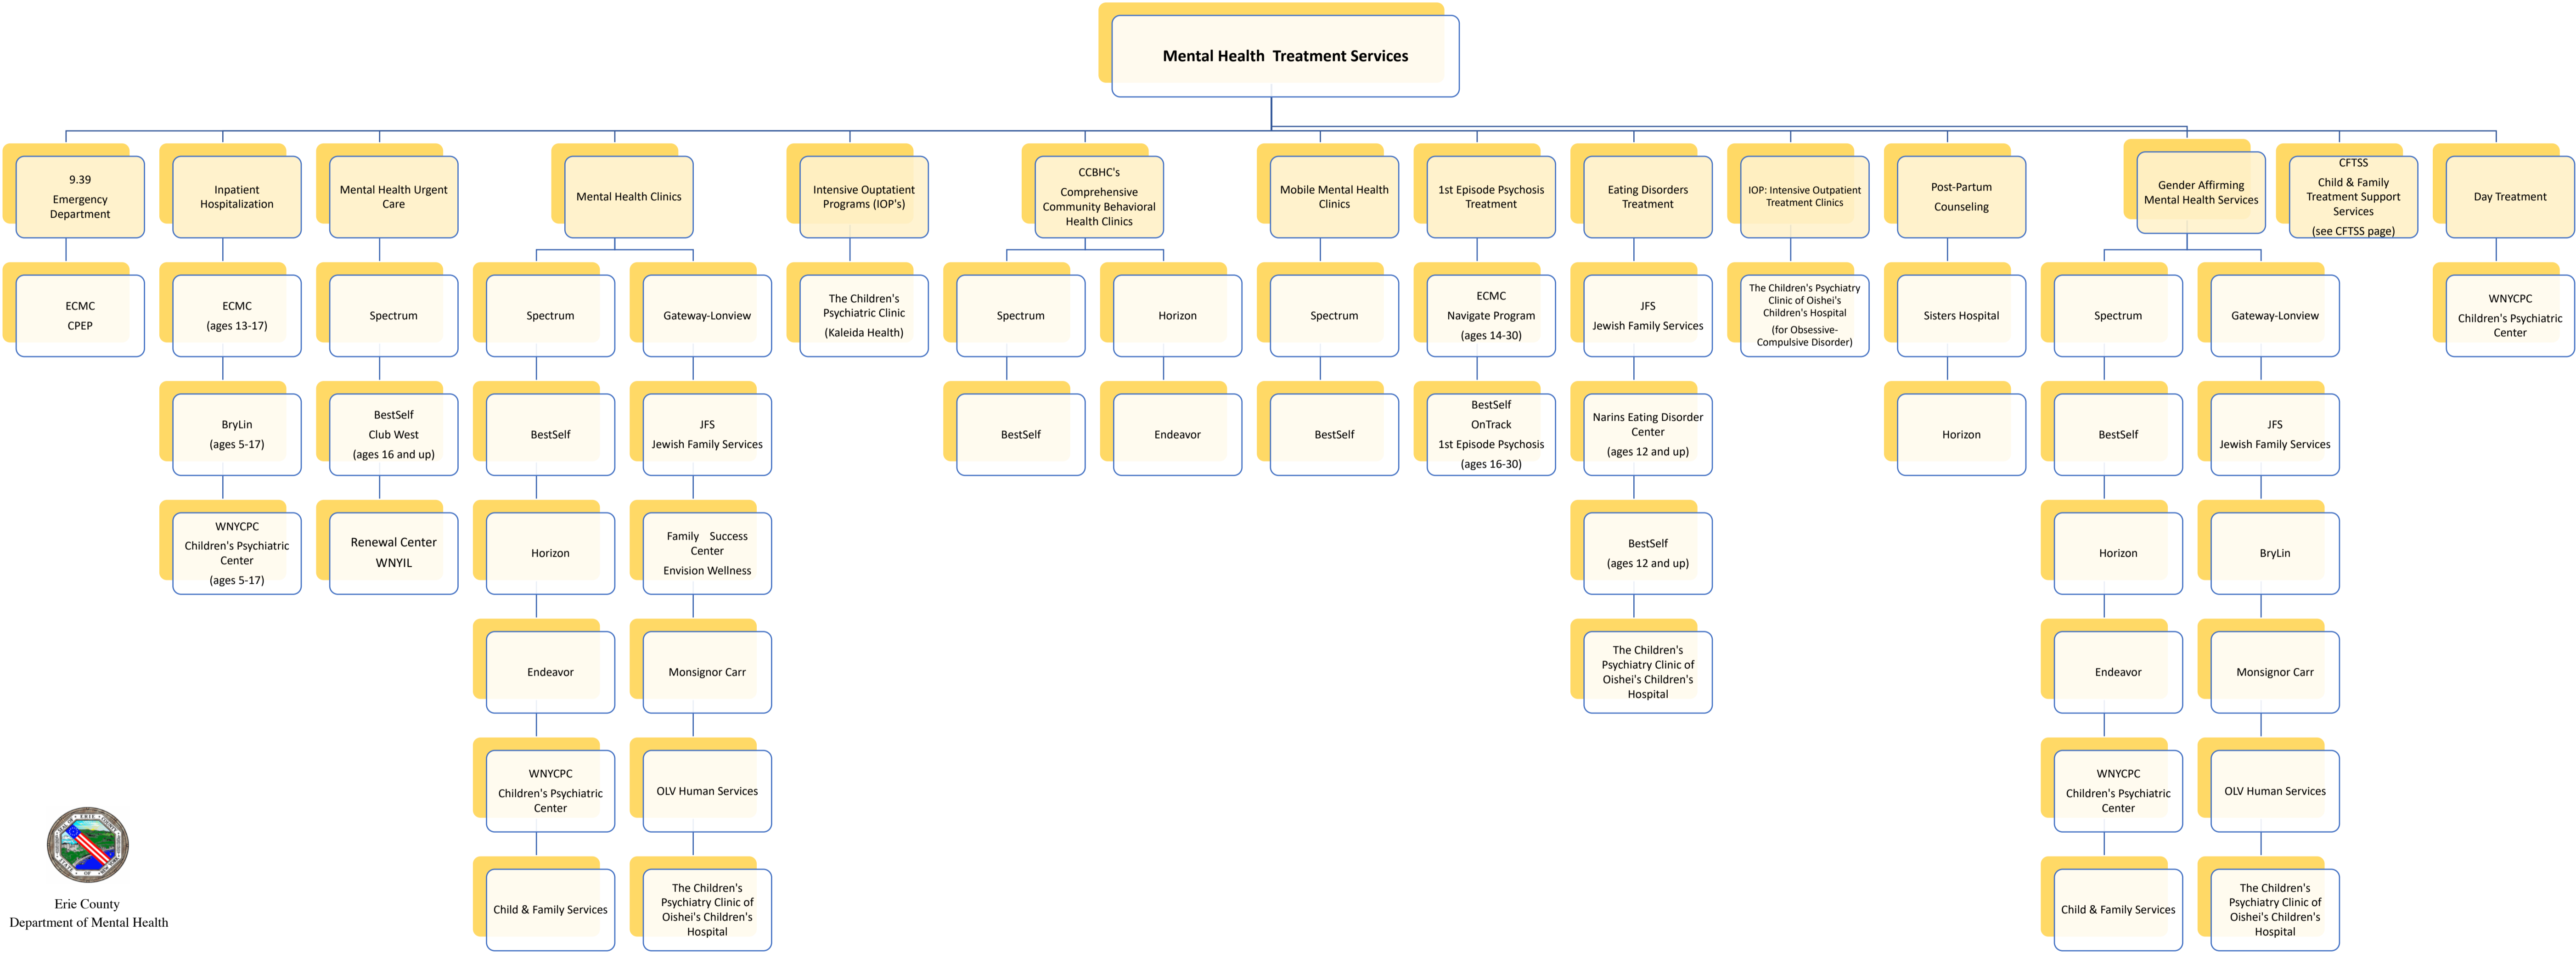 Mental Health  Treatment Services
9.39
Emergency
Department
ECMC
CPEP
Inpatient
Hospitalization
ECMC
(ages 13-17)
BryLin
(ages 5-17)
WNYCPC
Children's Psychiatric
Center
(ages 5-17)
Mental Health Urgent
Care
Spectrum
BestSelf
Club West
(ages 16 and up)
Renewal Center
WNYIL
Mental Health Clinics
Spectrum
BestSelf
Horizon
Endeavor
WNYCPC
Children's Psychiatric
Center
Child & Family Services
Gateway-Lonview
JFS
Jewish Family Services
Family    Success
Center
Envision Wellness
Monsignor Carr
OLV Human Services
The Children's
Psychiatry Clinic of
Oishei's Children's
Hospital
Intensive Ouptatient
Programs (IOP's)
The Children's
Psychiatric Clinic
(Kaleida Health)
CCBHC's
Comprehensive
Community Behavioral
Health Clinics
Spectrum
BestSelf
Horizon
Endeavor
Mobile Mental Health
Clinics
Spectrum
BestSelf
1st Episode Psychosis
Treatment
ECMC
Navigate Program
(ages 14-30)
BestSelf
OnTrack
1st Episode Psychosis
(ages 16-30)
Eating Disorders
Treatment
JFS
Jewish Family Services
Narins Eating Disorder
Center
(ages 12 and up)
BestSelf
(ages 12 and up)
The Children's
Psychiatry Clinic of
Oishei's Children's
Hospital
IOP: Intensive Outpatient
Treatment Clinics
The Children's Psychiatry
Clinic of Oishei's
Children's Hospital
(for Obsessive-
Compulsive Disorder)
Post-Partum
Counseling
Sisters Hospital
Horizon
Gender Affirming
Mental Health Services
Spectrum
BestSelf
Horizon
Endeavor
WNYCPC
Children's Psychiatric
Center
Child & Family Services
Gateway-Lonview
JFS
Jewish Family Services
BryLin
Monsignor Carr
OLV Human Services
The Children's
Psychiatry Clinic of
Oishei's Children's
Hospital
CFTSS
Child & Family
Treatment Support
Services
(see CFTSS page)
Day Treatment
WNYCPC
Children's Psychiatric
Center
Erie County
Department of Mental Health